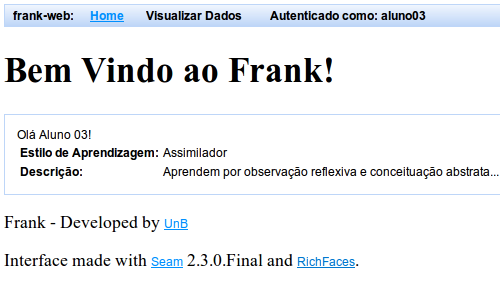 frank-web: Home Visualizar Dados Autenticado como: aluno03
Bem Vindo ao Frank!
Olá Aluno 03!
Estilo de Aprendizagem: Assimilador
Descrição: Aprendem por observação reflexiva e conceituação abstrata...
Frank - Developed by UnB
Interface made with Seam 2.3.0.Final and RichFaces.